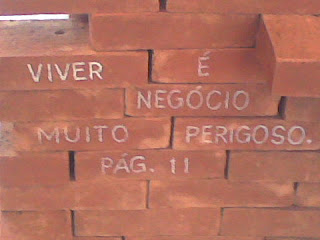 VIVER É
NEGÓCIO
MUITO PERIGOSO.
PÁG. 11